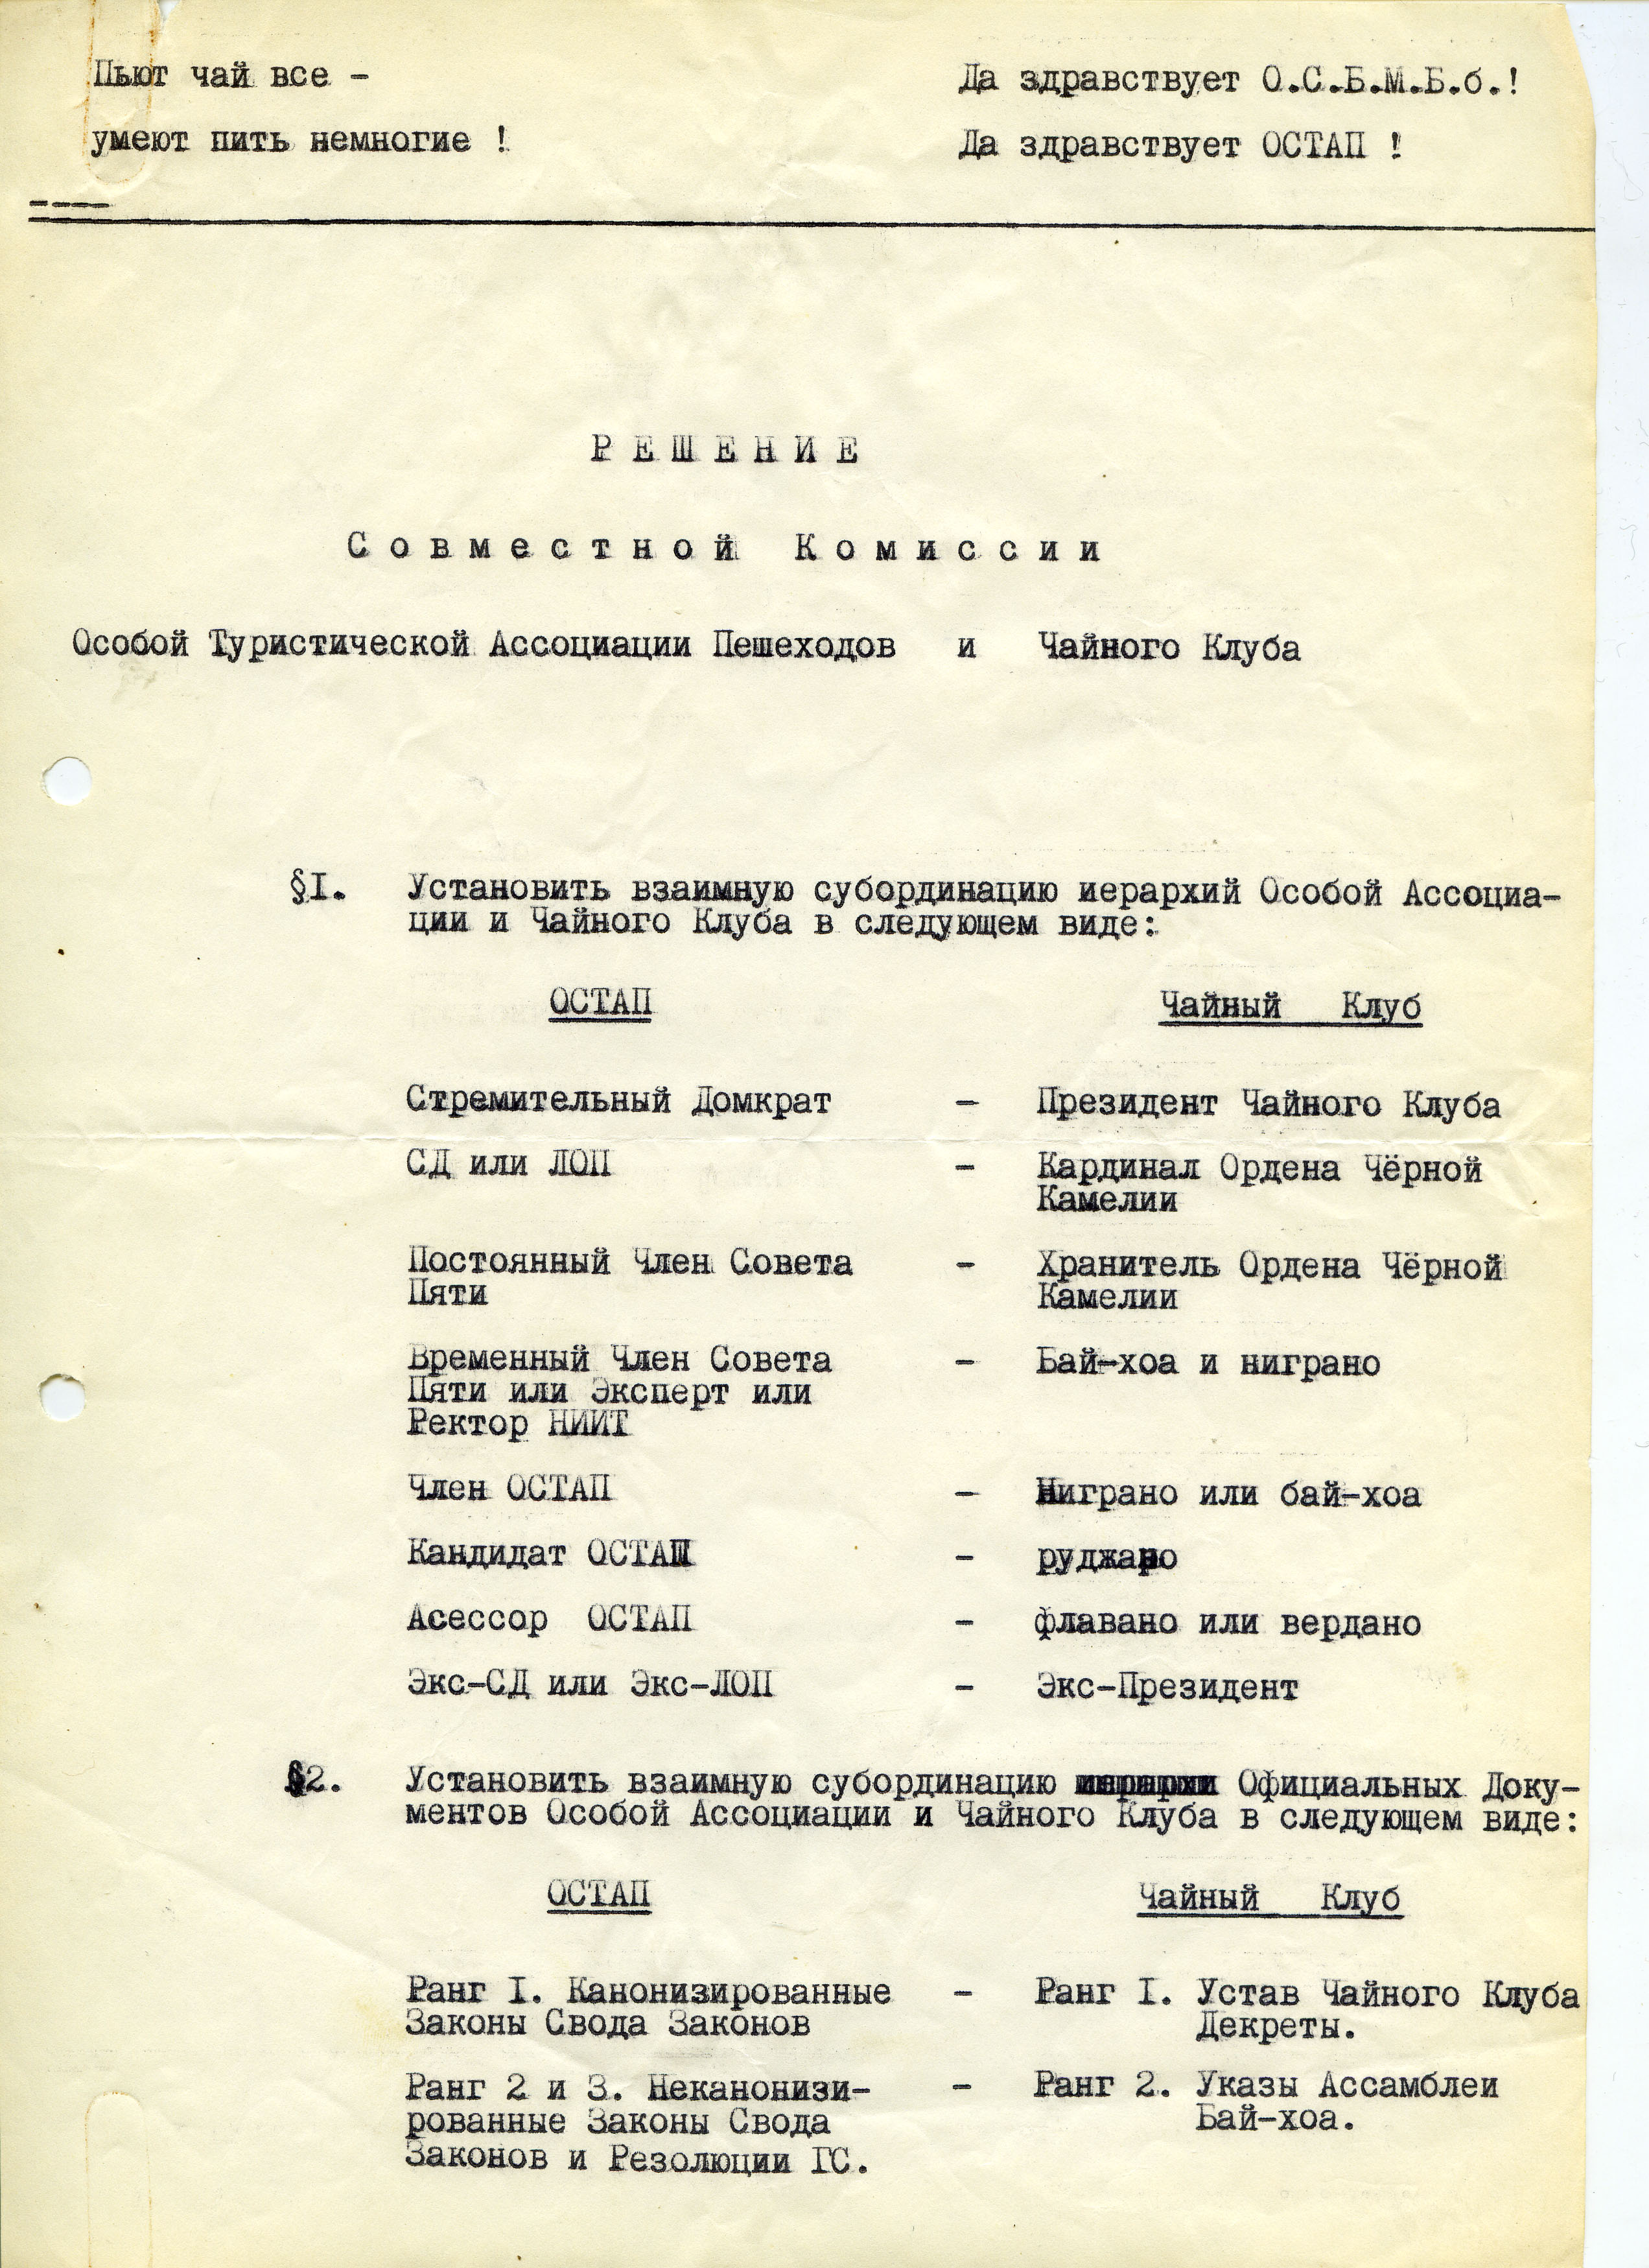 Пьют чай все –
умеют пить немногие !
Да здравствует О.С.Б.М.Б.б.!
Да здравствует ОСТАП !
РЕШЕНИЕ
Совместной Комиссии
Особой Туристической Ассоциации Пешеходов и Чайного Клуба
§I. Установить взаимную субординацию иерархий Особой Ассоциа-
ции и Чайного Клуба в следующем виде:
ОСТАП Чайный Клуб
Стремительный Домкрат – Президент Чайного Клуба
СД или ЛОП – Кардинал Ордена Чёрной
Камелии
Постоянный Член Совета – Хранитель Ордена Чёрной
Пяти Камелии
Временный Член Совета – Бай-хоа и ниграно
Пяти или Эксперт или
Ректор НИИТ
Член ОСТАП – Ниграно или бай-хоа
Кандидат ОСТАП – руджано
Асессор ОСТАП – флавано или вердано
Экс-СД или Экс-ЛОП – Экс-Президент
§2. Установить взаимную субординацию Официальных Доку-
ментов Особой Ассоциации и Чайного Клуба в следующем виде:
ОСТАП Чайный Клуб
Ранг I. Канонизированные – Ранг I. Устав Чайного Клуба
Законы Свода Законов Декреты.
Ранг 2 и 3. Неканонизи- – Ранг 2. Указы Ассамблеи
рованные Законы Свода Бай-хоа.
Законов и Резолюции ГС.